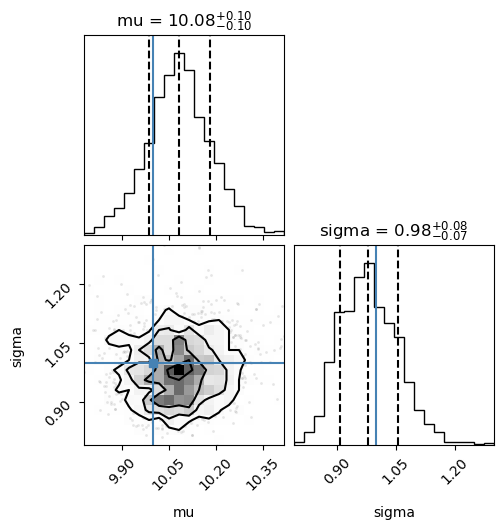 mu = 10.08 +0.10 −0.10
sigma = 0.98 +0.08 −0.07
sigma
1.20
1.05
0.90
9.90 10.05 10.20 10.35
0.90 1.05 1.20
mu sigma